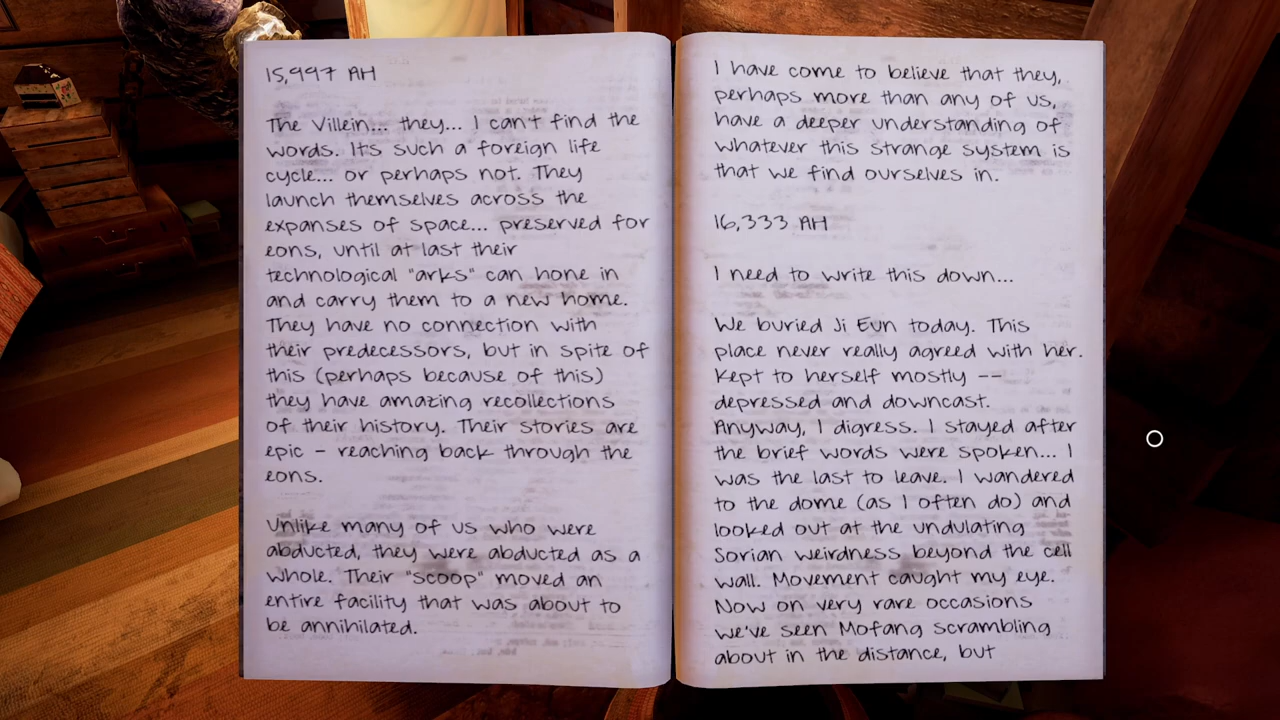 15,997 AH
The Villein... they... I can't find the
words. Its such a foreign life
cycle... or perhaps not. They
launch themselves across the
expanses of space... preserved for
eons, until at last their
technological "arks" can hone in
and carry them to a new home.
They have no connection with
their predecessors, but in spite of
this (perhaps because of this)
they have amazing recollections
of their history. Their stories are
epic - reaching back through the
eons.
Unlike many of us who were
abducted, they were abducted as a
whole. Their "scoop" moved an
entire facility that was about to
be annihilated.
I have come to believe that they,
perhaps more than any of us,
have a deeper understanding of
whatever this strange system is
that we find ourselves in.
16,333 AH
I need to write this down...
We buried Ji Eun today. This
place never really agreed with her.
Kept to herself mostly --
depressed and downcast.
Anyway, I digress. I stayed after
the brief words were spoken... I
was the last to leave. I wandered
to the dome (as I often do) and
looked out at the undulating
Sorian weirdness beyond the cell
wall. Movement caught my eye.
Now on very rare occasions
we've seen Mofang scrambling
about in the distance, but